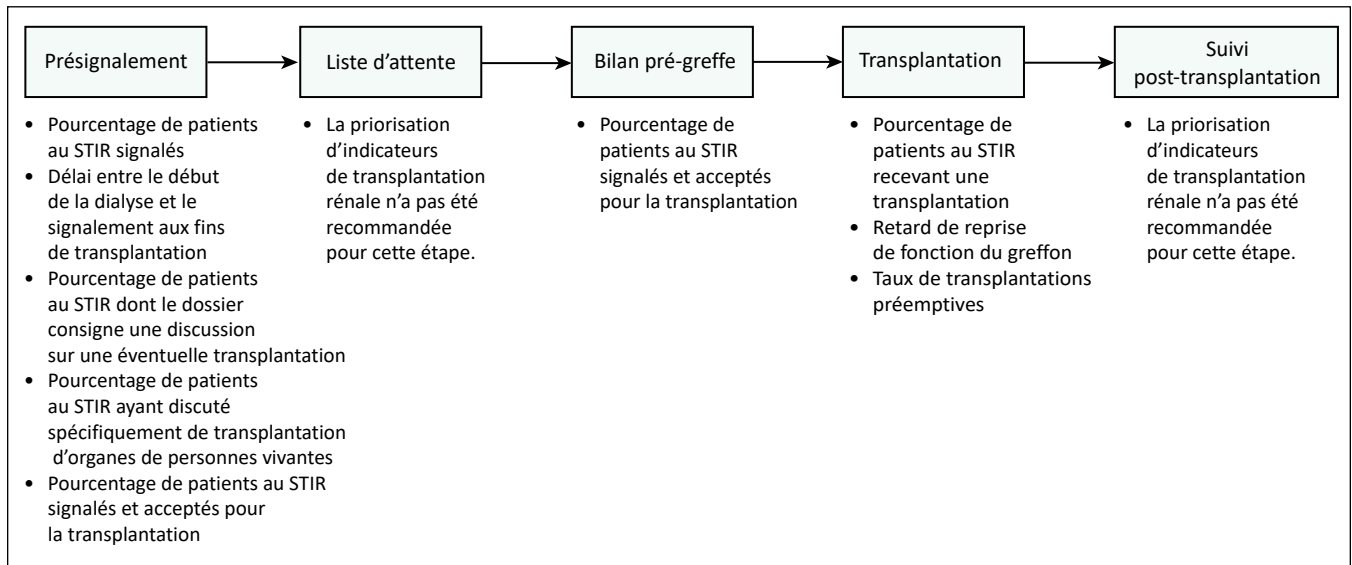 Présignalement
• Pourcentage de patients
au STIR signalés
• Délai entre le début
de la dialyse et le
signalement aux fins
de transplantation
• Pourcentage de patients
au STIR dont le dossier
consigne une discussion
sur une éventuelle transplantation
• Pourcentage de patients
au STIR ayant discuté
spécifiquement de transplantation
d’organes de personnes vivantes
• Pourcentage de patients au STIR
signalés et acceptés pour
la transplantation
Liste d’attente
• La priorisation
d’indicateurs
de transplantation
rénale n’a pas été
recommandée
pour cette étape.
Bilan pré-greffe
• Pourcentage de
patients au STIR
signalés et acceptés
pour la transplantation
Transplantation
• Pourcentage de
patients au STIR
recevant une
transplantation
• Retard de reprise
de fonction du greffon
• Taux de transplantations
préemptives
Suivi
post-transplantation
• La priorisation
d’indicateurs
de transplantation
rénale n’a pas été
recommandée
pour cette étape.